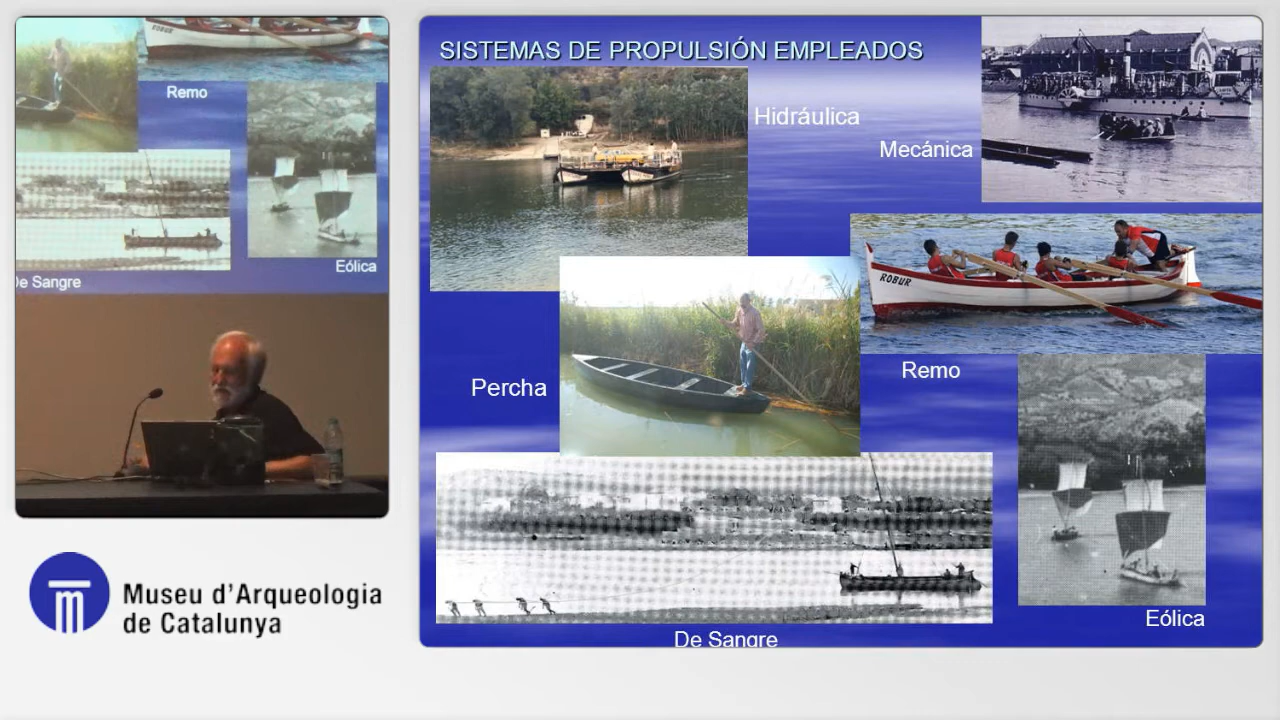 Remo
De Sangre
Eólica
Museu d'Arqueologia
de Catalunya
SISTEMAS DE PROPULSIÓN EMPLEADOS
Hidráulica
Mecánica
ROBUR
Remo
Percha
De Sangre
Eólica